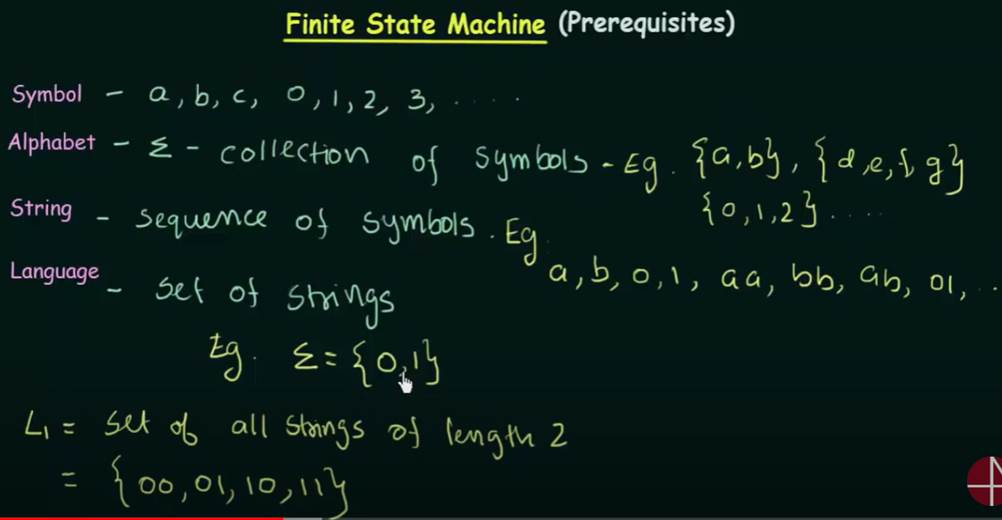 Finite State Machine (Prerequisites)
Symbol - a, b, c, 0, 1, 2, 3, .....
Alphabet - Σ - collection of symbols - Eg. {a,b}, {d,e,f,g}
{0,1,2} ....
String - sequence of symbols. Eg.
a, b, 0, 1, aa, bb, ab, 01, ..
Language - set of strings
Eg. Σ = {0,1}
L₁ = Set of all strings of length 2
= {00, 01, 10, 11}
N